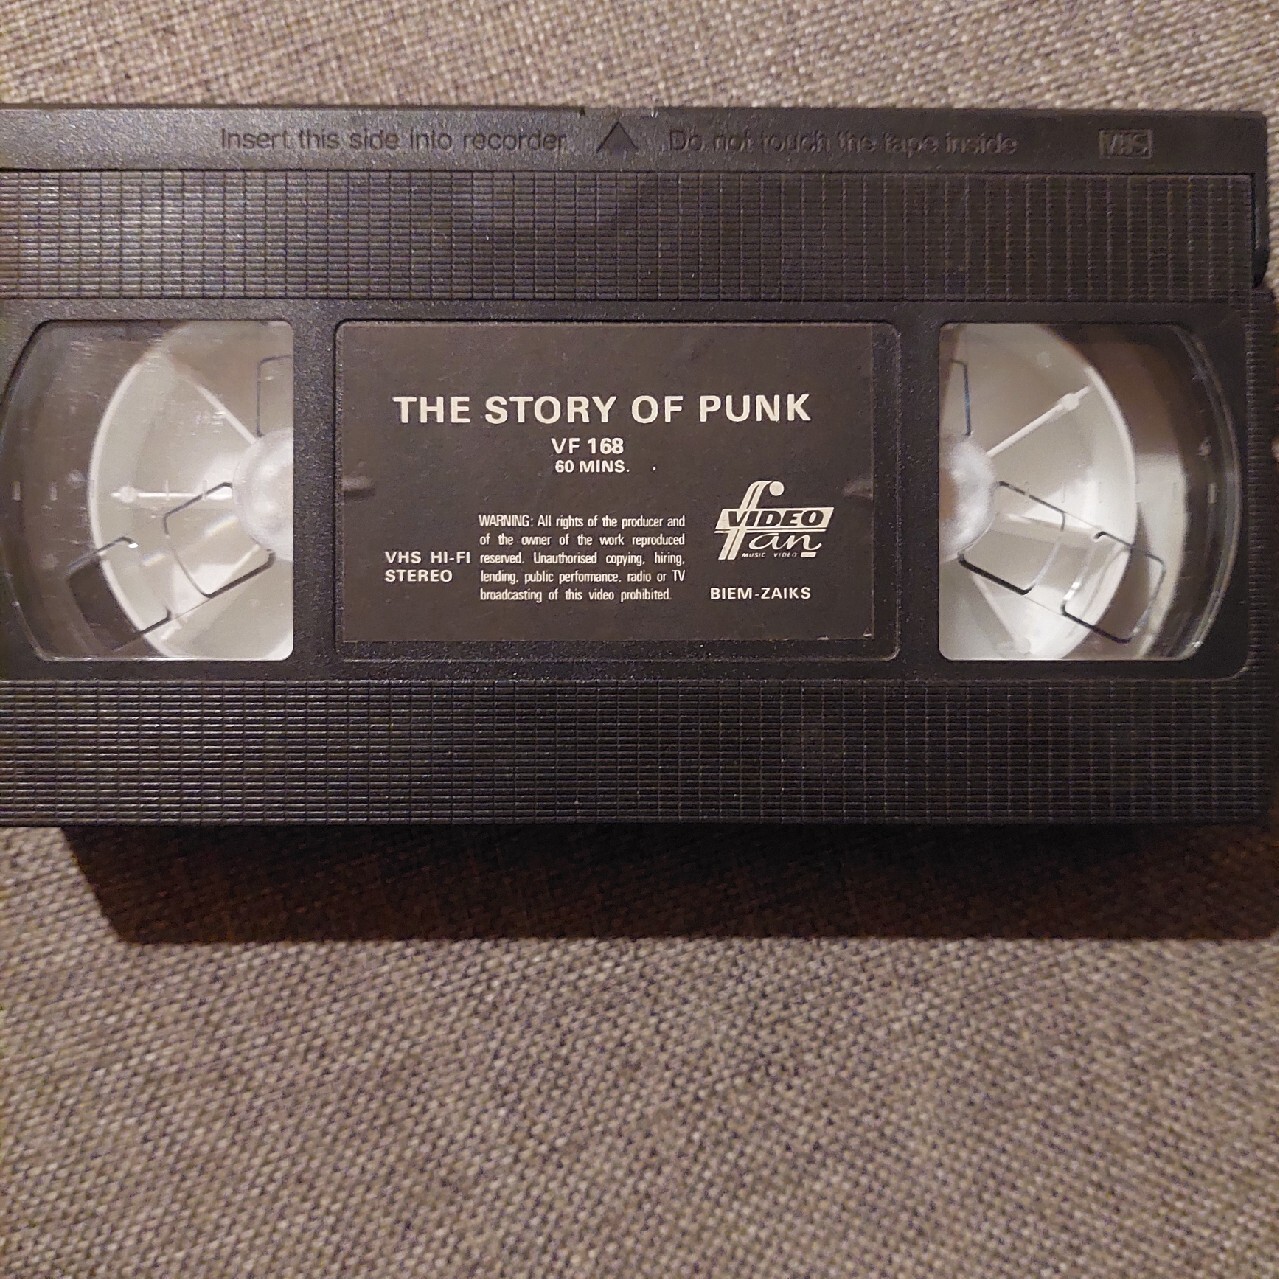 Insert this side into recorder Do not touch the tape inside VHS
THE STORY OF PUNK
VF 168
60 MINS.
VHS HI-FI
STEREO
WARNING: All rights of the producer and
of the owner of the work reproduced
reserved. Unauthorised copying, hiring,
lending, public performance, radio or TV
broadcasting of this video prohibited.
VIDEO
fan
MUSIC VIDEO
BIEM-ZAIKS